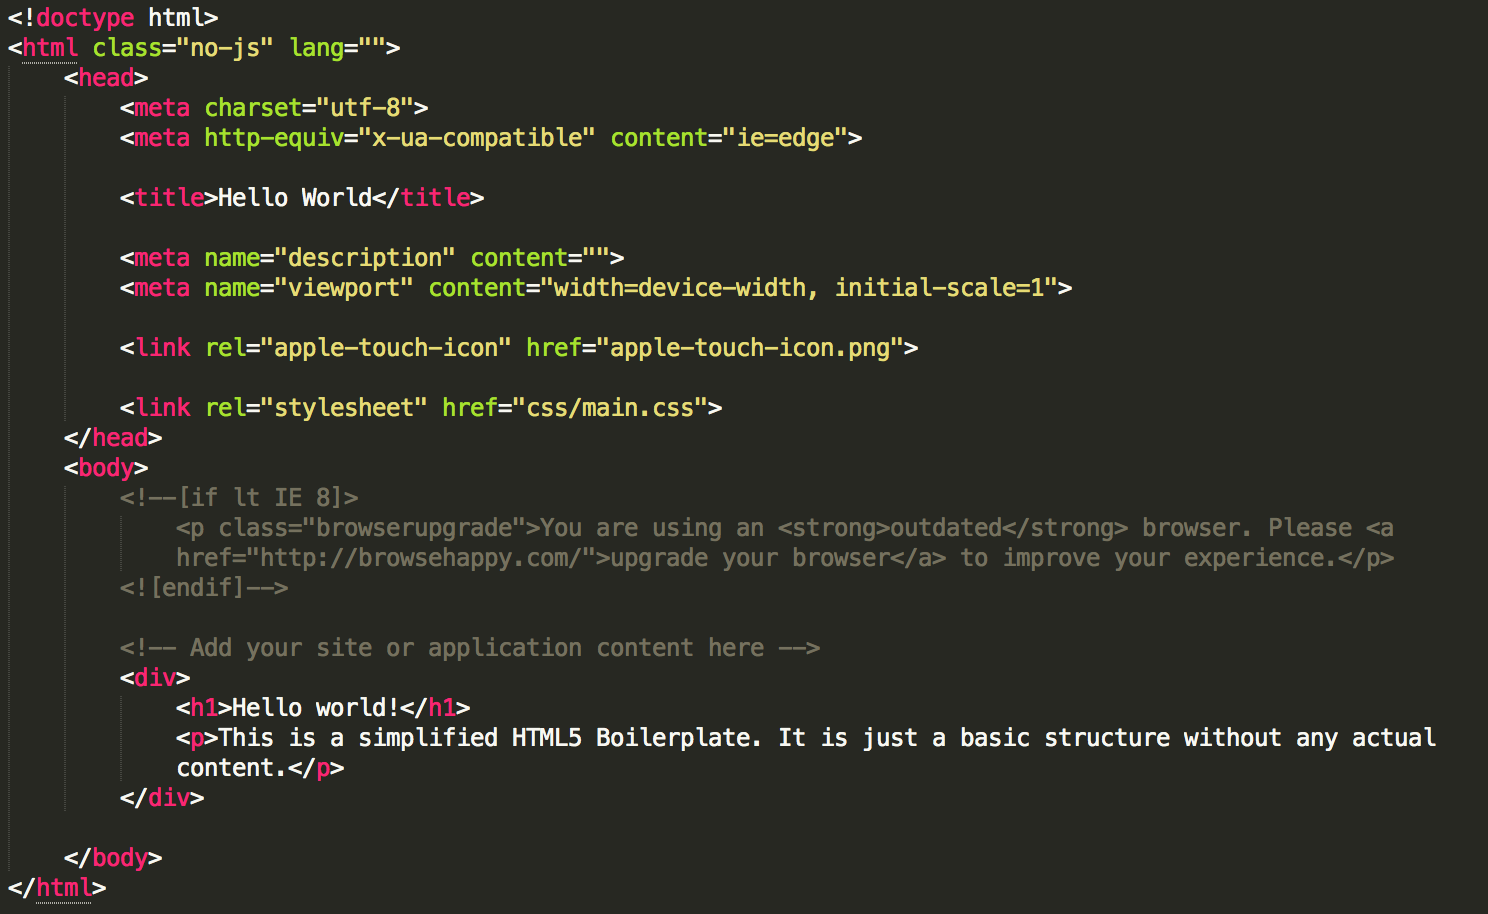 <!doctype html>
<html class="no-js" lang="">
    <head>
        <meta charset="utf-8">
        <meta http-equiv="x-ua-compatible" content="ie=edge">

        <title>Hello World</title>

        <meta name="description" content="">
        <meta name="viewport" content="width=device-width, initial-scale=1">

        <link rel="apple-touch-icon" href="apple-touch-icon.png">

        <link rel="stylesheet" href="css/main.css">
    </head>
    <body>
        <!--[if lt IE 8]>
            <p class="browserupgrade">You are using an <strong>outdated</strong> browser. Please <a
            href="http://browsehappy.com/">upgrade your browser</a> to improve your experience.</p>
        <![endif]-->

        <!-- Add your site or application content here -->
        <div>
            <h1>Hello world!</h1>
            <p>This is a simplified HTML5 Boilerplate. It is just a basic structure without any actual
            content.</p>
        </div>

    </body>
</html>